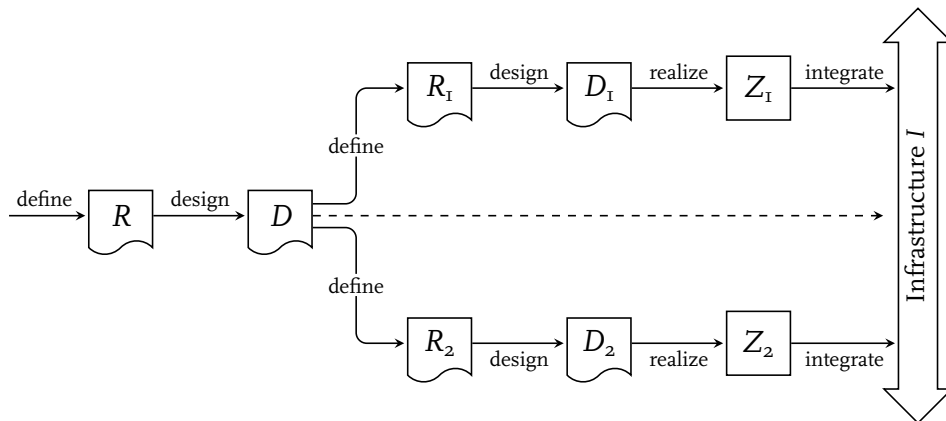 define
R
design
D
define
R₁
design
D₁
realize
Z₁
integrate
define
R₂
design
D₂
realize
Z₂
integrate
Infrastructure I